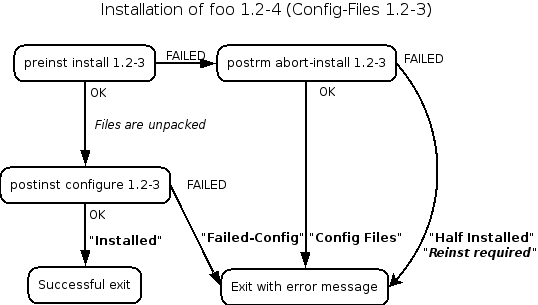 Installation of foo 1.2-4 (Config-Files 1.2-3)
preinst install 1.2-3
FAILED
postrm abort-install 1.2-3
FAILED
OK
OK
Files are unpacked
postinst configure 1.2-3
FAILED
OK
"Installed"
"Failed-Config"
"Config Files"
"Half Installed"
"Reinst required"
Successful exit
Exit with error message